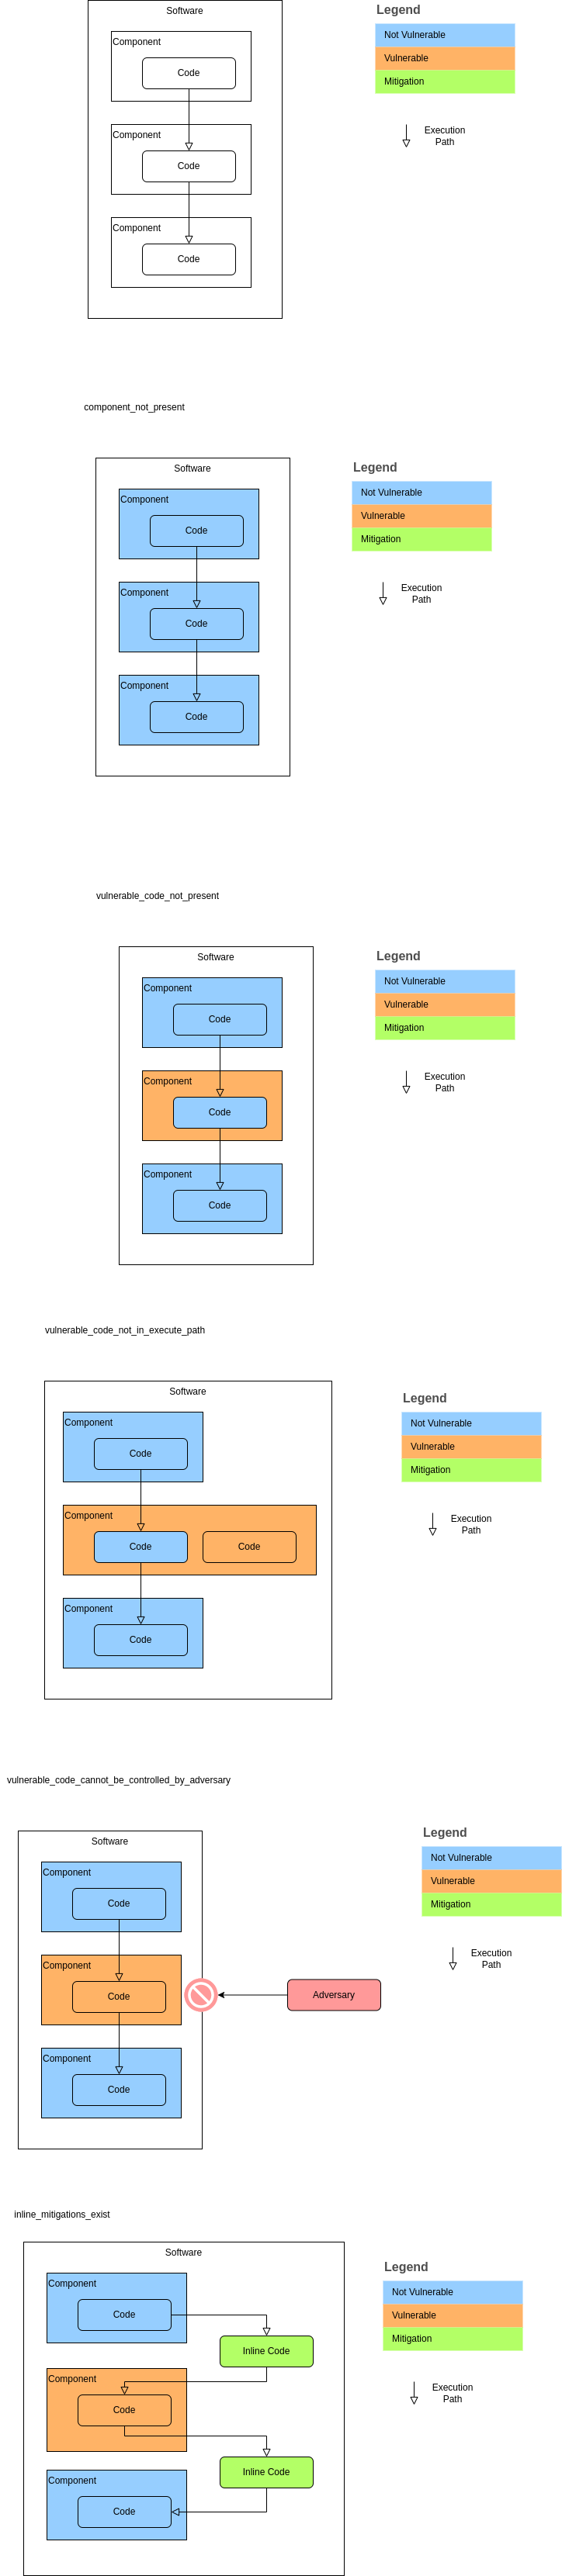 Software
Component
Code
Component
Code
Component
Code
Legend
Not Vulnerable
Vulnerable
Mitigation
Execution
Path
component_not_present
Software
Component
Code
Component
Code
Component
Code
Legend
Not Vulnerable
Vulnerable
Mitigation
Execution
Path
vulnerable_code_not_present
Software
Component
Code
Component
Code
Component
Code
Legend
Not Vulnerable
Vulnerable
Mitigation
Execution
Path
vulnerable_code_not_in_execute_path
Software
Component
Code
Component
Code
Code
Component
Code
Legend
Not Vulnerable
Vulnerable
Mitigation
Execution
Path
vulnerable_code_cannot_be_controlled_by_adversary
Software
Component
Code
Component
Code
Component
Code
Adversary
Legend
Not Vulnerable
Vulnerable
Mitigation
Execution
Path
inline_mitigations_exist
Software
Component
Code
Inline Code
Component
Code
Inline Code
Component
Code
Legend
Not Vulnerable
Vulnerable
Mitigation
Execution
Path